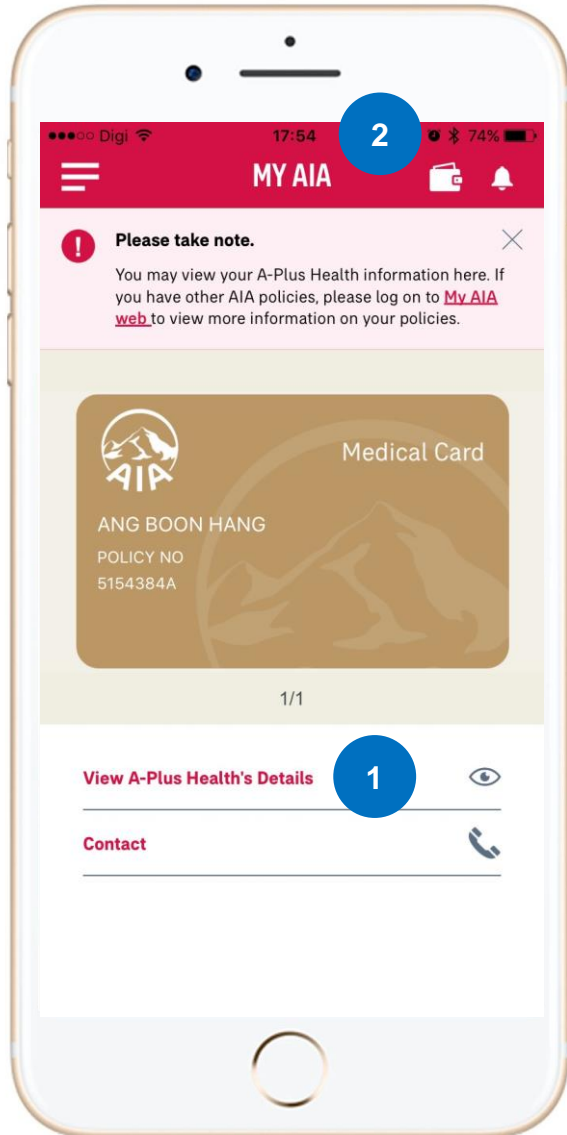 Digi 17:54 2 74%
MY AIA
! Please take note.
You may view your A-Plus Health information here. If
you have other AIA policies, please log on to My AIA
web to view more information on your policies.
AIA
Medical Card
ANG BOON HANG
POLICY NO
5154384A
1/1
View A-Plus Health's Details 1
Contact